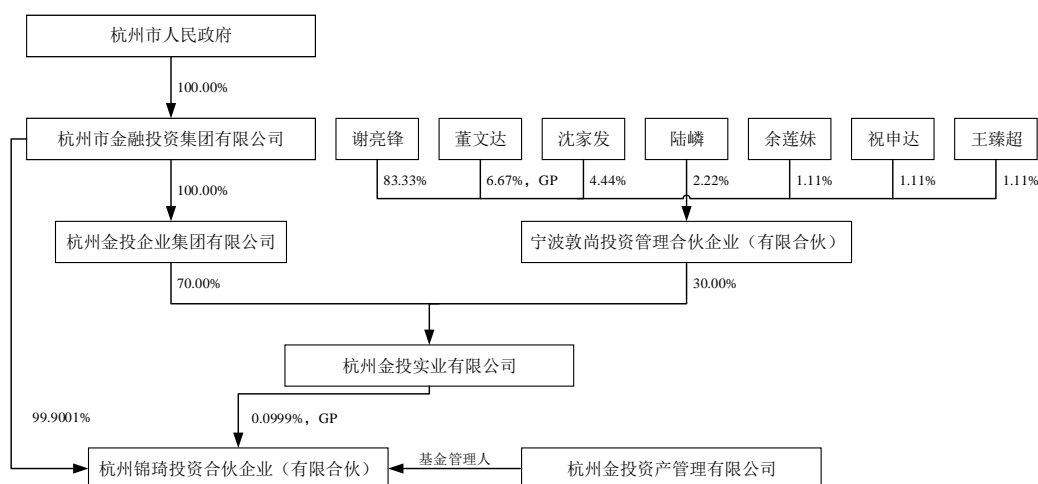 杭州市人民政府
100.00%
杭州市金融投资集团有限公司
谢亮锋
董文达
沈家发
陆嶙
余莲妹
祝申达
王臻超
100.00%
83.33%
6.67%，GP
4.44%
2.22%
1.11%
1.11%
1.11%
杭州金投企业集团有限公司
宁波敦尚投资管理合伙企业（有限合伙）
70.00%
30.00%
杭州金投实业有限公司
99.9001%
0.0999%，GP
杭州锦琦投资合伙企业（有限合伙）
基金管理人
杭州金投资产管理有限公司